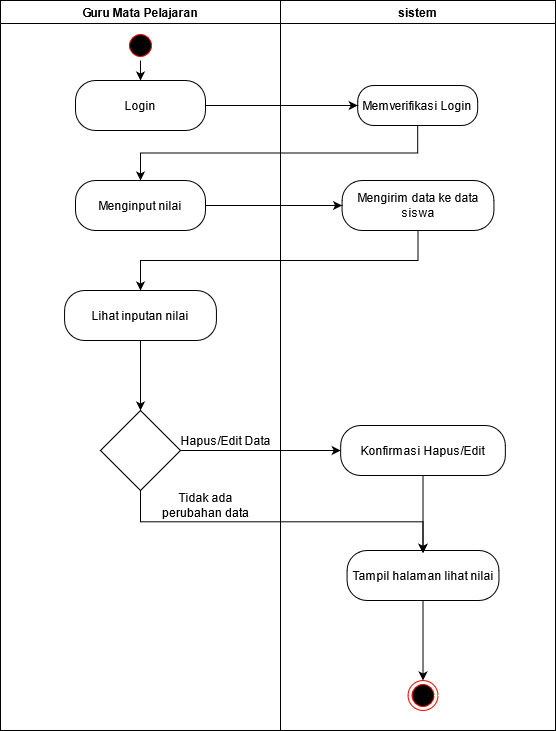 Guru Mata Pelajaran
sistem
Login
Memverifikasi Login
Menginput nilai
Mengirim data ke data
siswa
Lihat inputan nilai
Hapus/Edit Data
Konfirmasi Hapus/Edit
Tidak ada
perubahan data
Tampil halaman lihat nilai